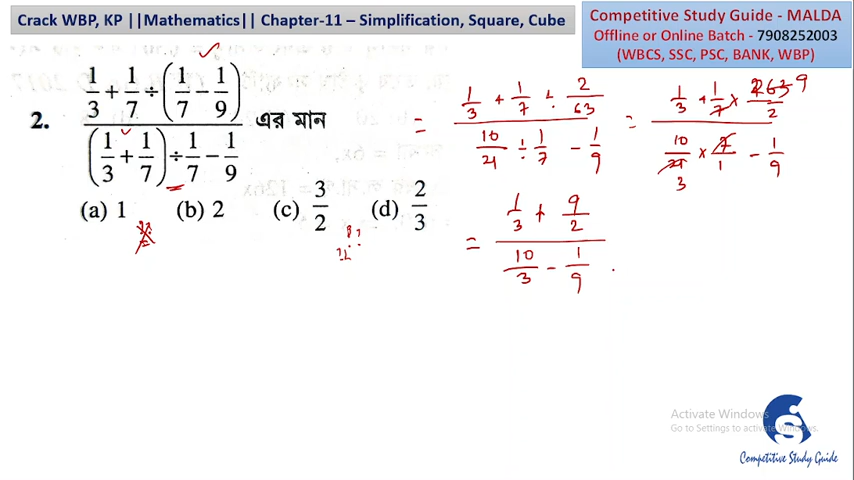 Crack WBP, KP ||Mathematics|| Chapter-11 – Simplification, Square, Cube
Competitive Study Guide - MALDA
Offline or Online Batch - 7908252003
(WBCS, SSC, PSC, BANK, WBP)
2. (1/3 + 1/7 ÷ (1/7 − 1/9)) / ((1/3 + 1/7) ÷ 1/7 − 1/9) এর মান
(a) 1 (b) 2 (c) 3/2 (d) 2/3
= (1/3 + 1/7 ÷ 2/63) / (10/21 ÷ 1/7 − 1/9) = (1/3 + 1/7 × 63 9/2) / (10/21 3 × 7/1 − 1/9)
= (1/3 + 9/2) / (10/3 − 1/9)
Activate Windows
Go to Settings to activate Windows.
Competitive Study Guide